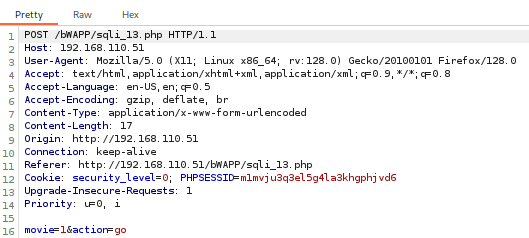 Pretty Raw Hex
1 POST /bWAPP/sqli_13.php HTTP/1.1
2 Host: 192.168.110.51
3 User-Agent: Mozilla/5.0 (X11; Linux x86_64; rv:128.0) Gecko/20100101 Firefox/128.0
4 Accept: text/html,application/xhtml+xml,application/xml;q=0.9,*/*;q=0.8
5 Accept-Language: en-US,en;q=0.5
6 Accept-Encoding: gzip, deflate, br
7 Content-Type: application/x-www-form-urlencoded
8 Content-Length: 17
9 Origin: http://192.168.110.51
10 Connection: keep-alive
11 Referer: http://192.168.110.51/bWAPP/sqli_13.php
12 Cookie: security_level=0; PHPSESSID=m1mvju3q3el5g4la3khgphjvd6
13 Upgrade-Insecure-Requests: 1
14 Priority: u=0, i
15
16 movie=1&action=go